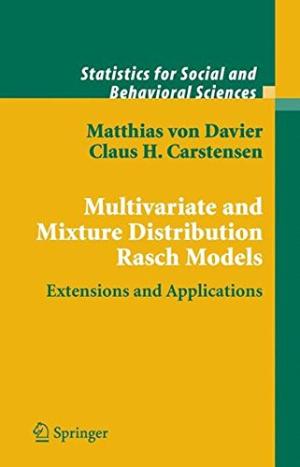 Statistics for Social and
Behavioral Sciences
Matthias von Davier
Claus H. Carstensen
Multivariate and
Mixture Distribution
Rasch Models
Extensions and Applications
Springer